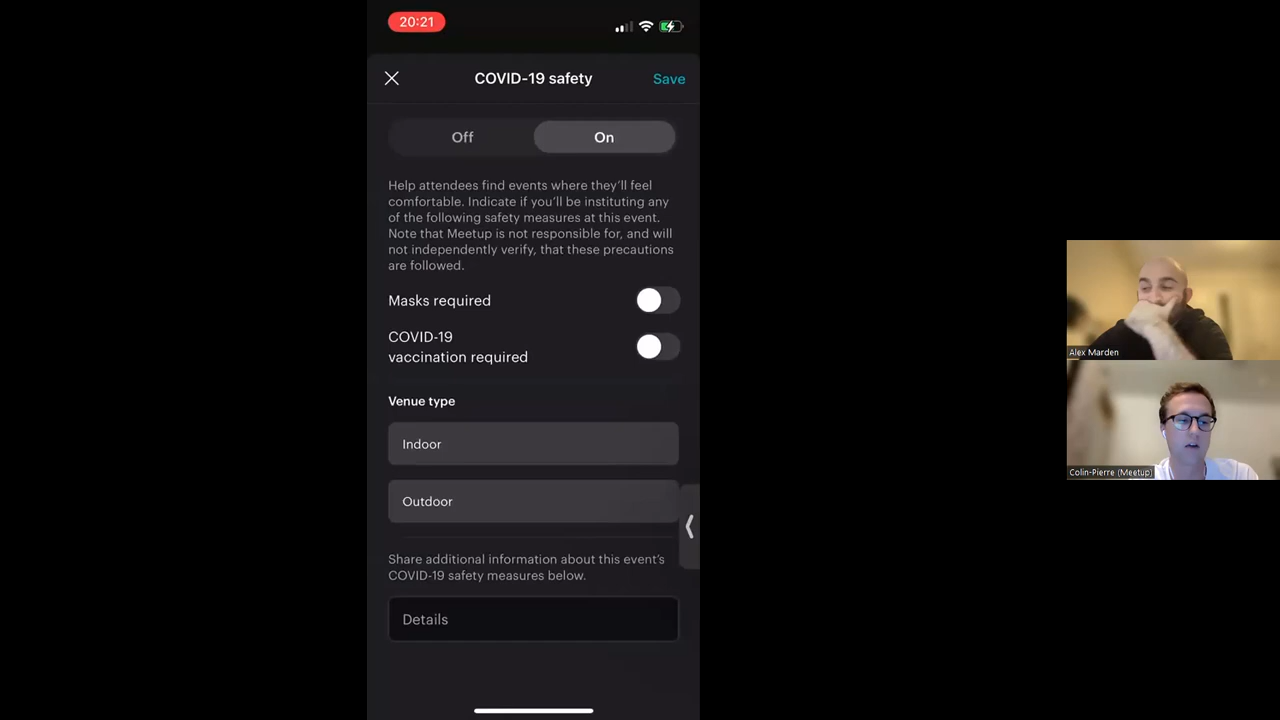 20:21
COVID-19 safety
Save
Off
On
Help attendees find events where they'll feel
comfortable. Indicate if you'll be instituting any
of the following safety measures at this event.
Note that Meetup is not responsible for, and will
not independently verify, that these precautions
are followed.
Masks required
COVID-19
vaccination required
Venue type
Indoor
Outdoor
Share additional information about this event's
COVID-19 safety measures below.
Details
Alex Marden
Colin-Pierre (Meetup)